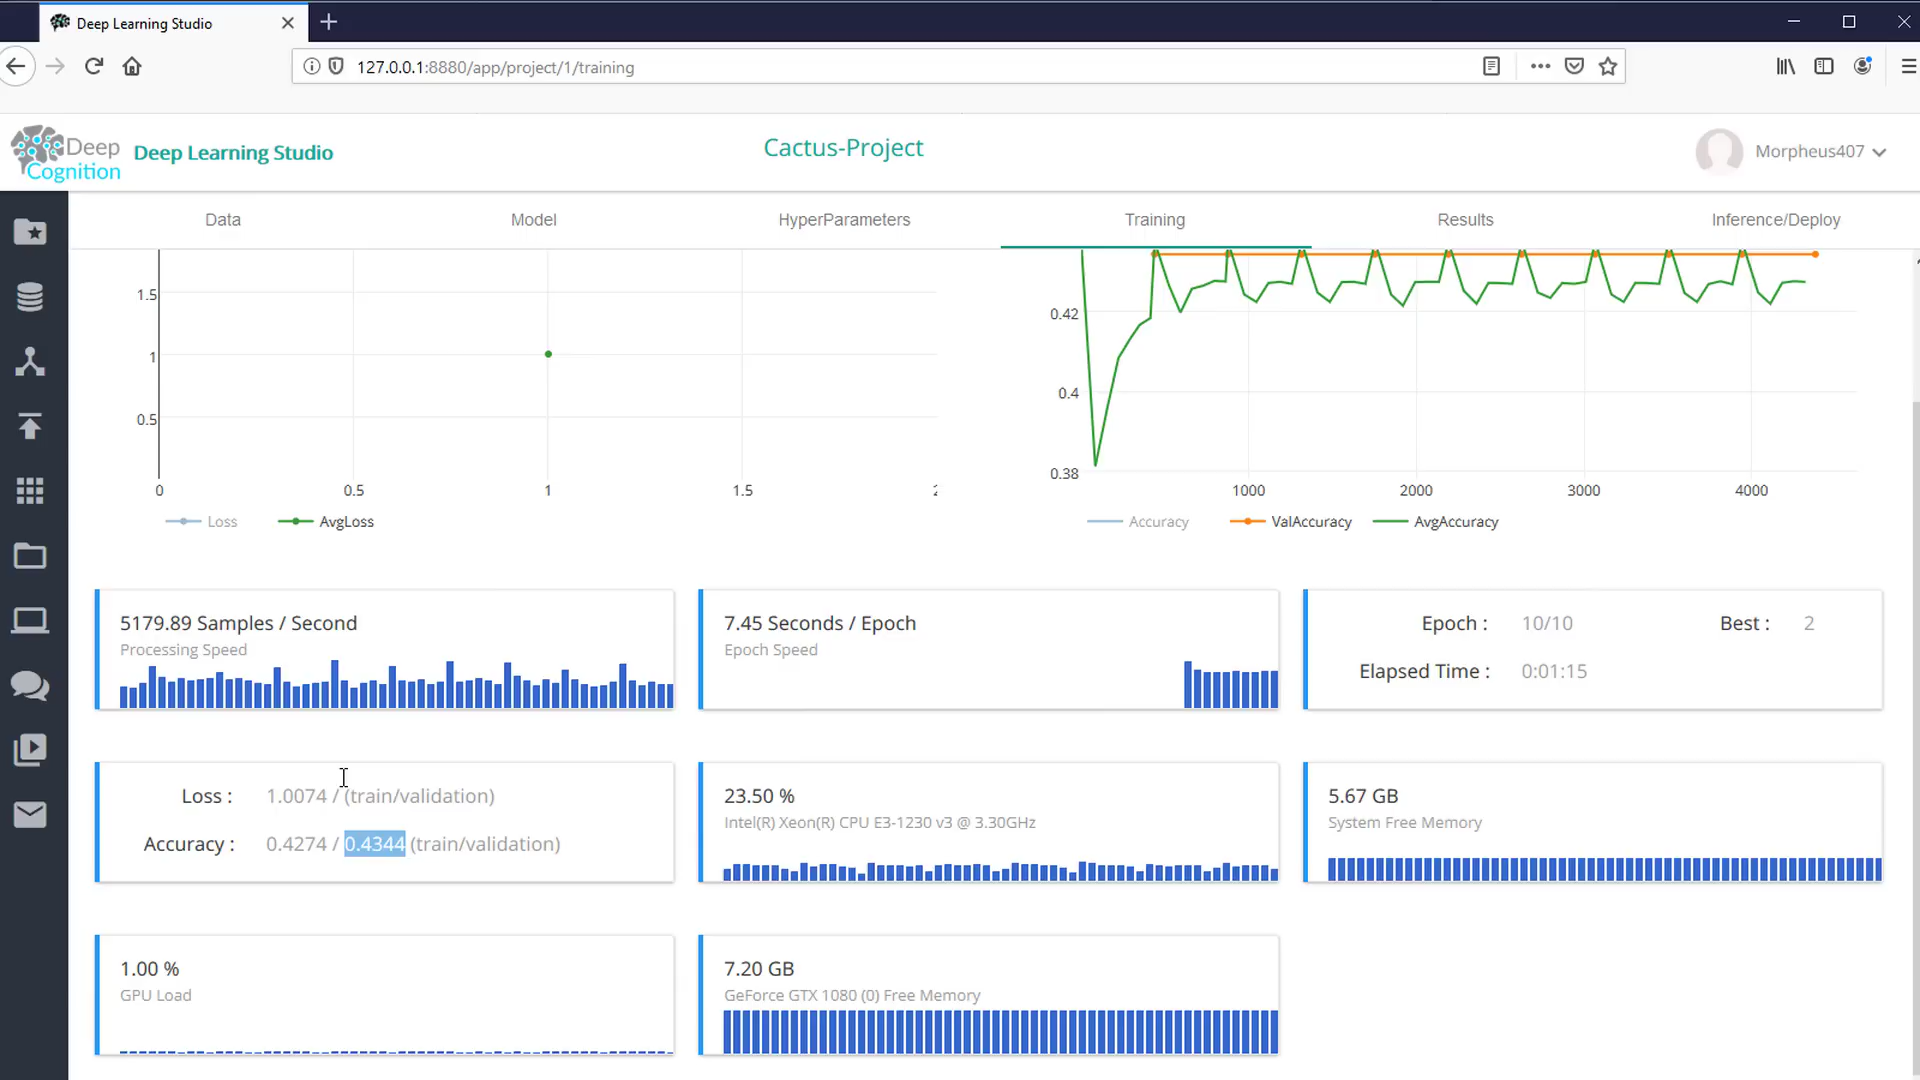 Deep Learning Studio
127.0.0.1:8880/app/project/1/training
Deep Cognition
Deep Learning Studio
Cactus-Project
Morpheus407
Data Model HyperParameters Training Results Inference/Deploy
1.5
1
0.5
0 0.5 1 1.5
Loss AvgLoss
0.42
0.4
0.38
1000 2000 3000 4000
Accuracy ValAccuracy AvgAccuracy
5179.89 Samples / Second
Processing Speed
7.45 Seconds / Epoch
Epoch Speed
Epoch : 10/10 Best : 2
Elapsed Time : 0:01:15
Loss : 1.0074 / (train/validation)
Accuracy : 0.4274 / 0.4344 (train/validation)
23.50 %
Intel(R) Xeon(R) CPU E3-1230 v3 @ 3.30GHz
5.67 GB
System Free Memory
1.00 %
GPU Load
7.20 GB
GeForce GTX 1080 (0) Free Memory